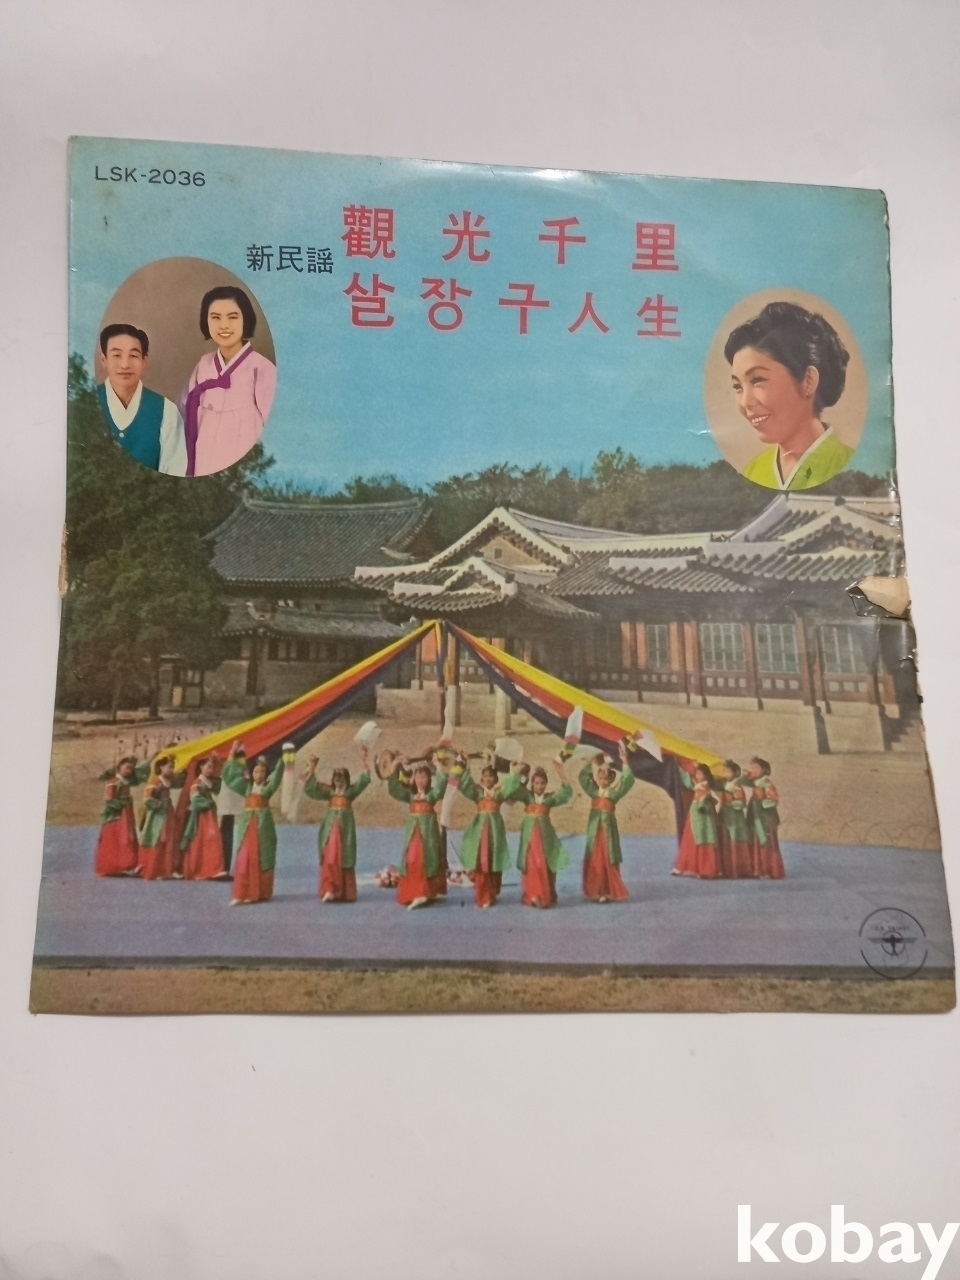 LSK-2036
觀光千里
新民謠
살장구人生
kobay